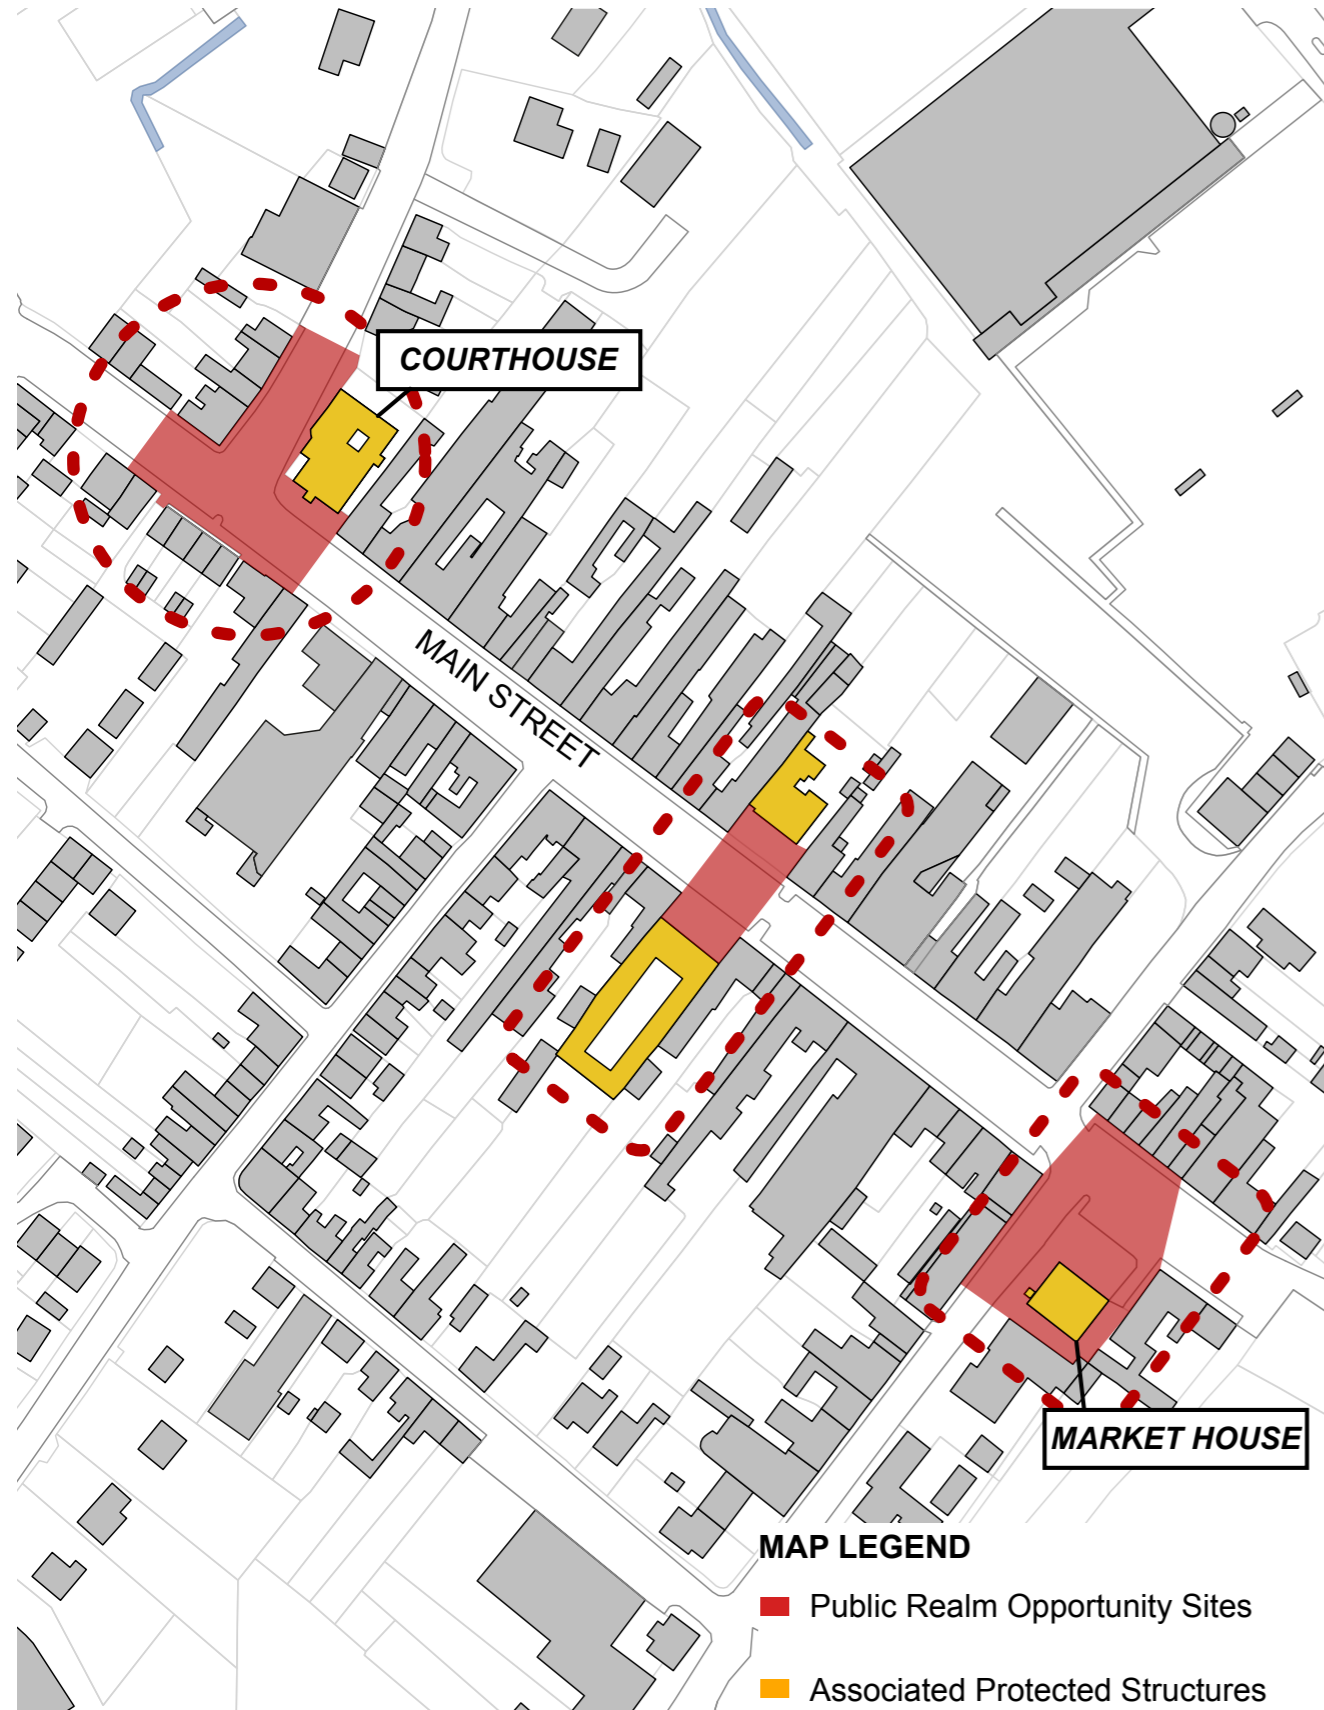 COURTHOUSE
MAIN STREET
MARKET HOUSE
MAP LEGEND
Public Realm Opportunity Sites
Associated Protected Structures